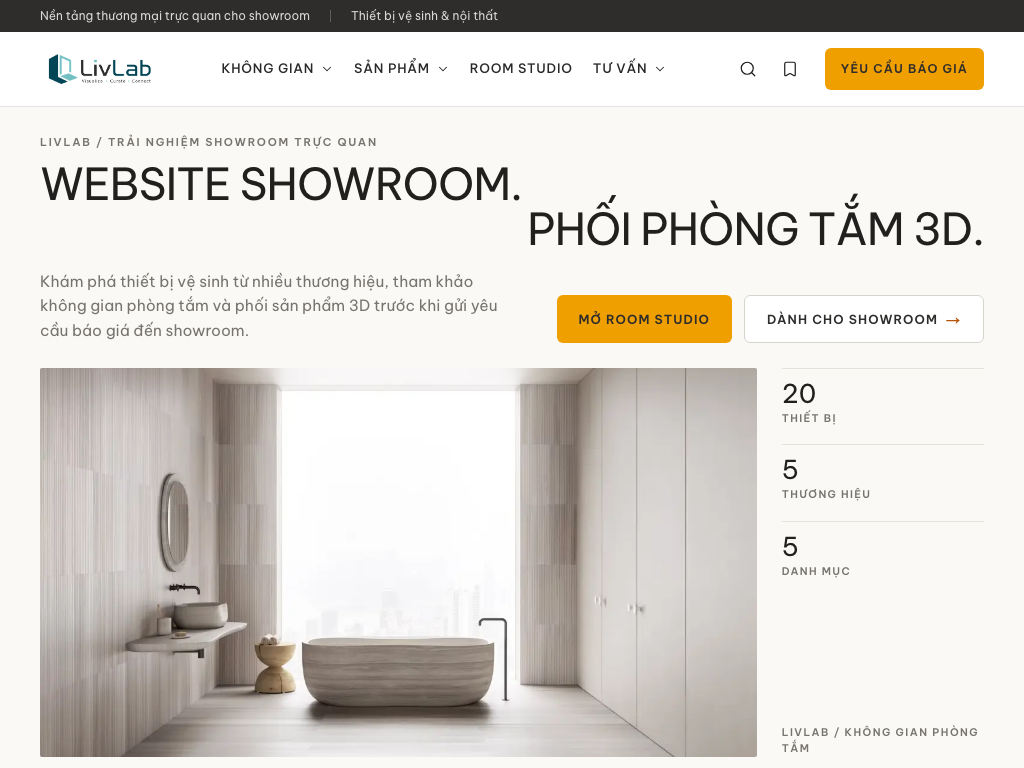 Nền tảng thương mại trực quan cho showroom
Thiết bị vệ sinh & nội thất
LivLab
Visualize · Curate · Connect
KHÔNG GIAN
SẢN PHẨM
ROOM STUDIO
TƯ VẤN
YÊU CẦU BÁO GIÁ
LIVLAB / TRẢI NGHIỆM SHOWROOM TRỰC QUAN
WEBSITE SHOWROOM.
PHỐI PHÒNG TẮM 3D.
Khám phá thiết bị vệ sinh từ nhiều thương hiệu, tham khảo
không gian phòng tắm và phối sản phẩm 3D trước khi gửi yêu
cầu báo giá đến showroom.
MỞ ROOM STUDIO
DÀNH CHO SHOWROOM →
20
THIẾT BỊ
5
THƯƠNG HIỆU
5
DANH MỤC
LIVLAB / KHÔNG GIAN PHÒNG
TẮM